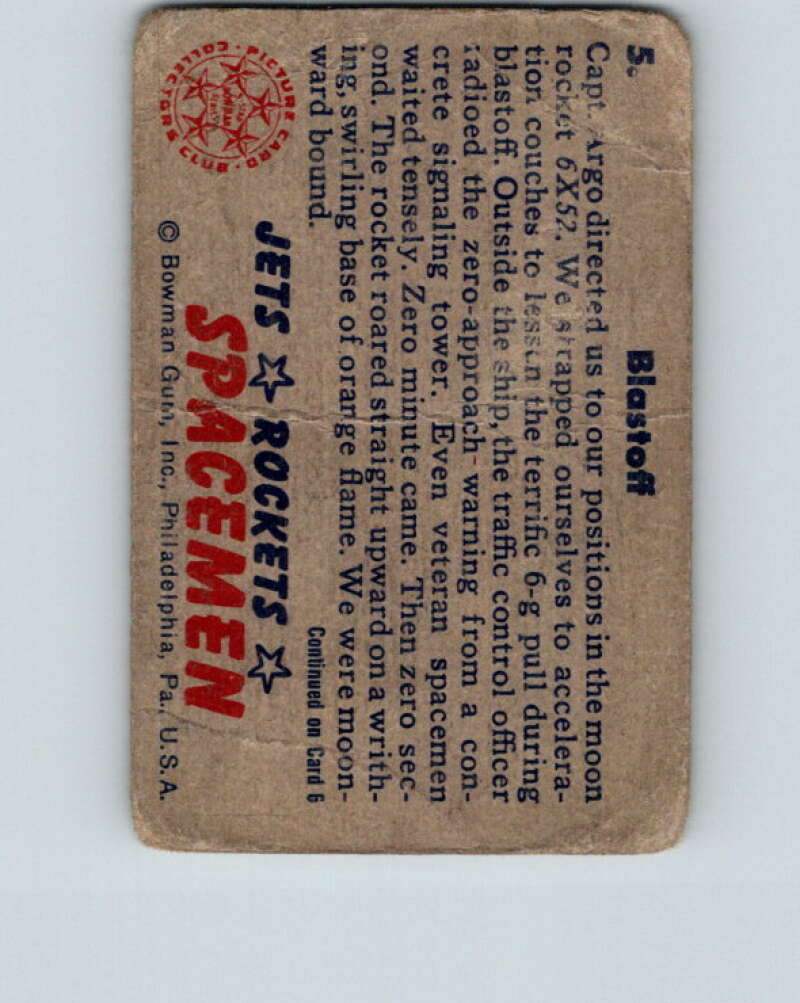 5.
Blastoff
Capt. Argo directed us to our positions in the moon
rocket 6X52. We strapped ourselves to accelera-
tion couches to lessen the terrific 6-g pull during
blastoff. Outside the ship, the traffic control officer
radioed the zero-approach warning from a con-
crete signaling tower. Even veteran spacemen
waited tensely. Zero minute came. Then zero sec-
ond. The rocket roared straight upward on a writh-
ing, swirling base of orange flame. We were moon-
ward bound.
Continued on Card 6
PICTURE CARD COLLECTORS CLUB
JETS ☆ ROCKETS ☆
SPACEMEN
© Bowman Gum, Inc., Philadelphia, Pa., U.S.A.